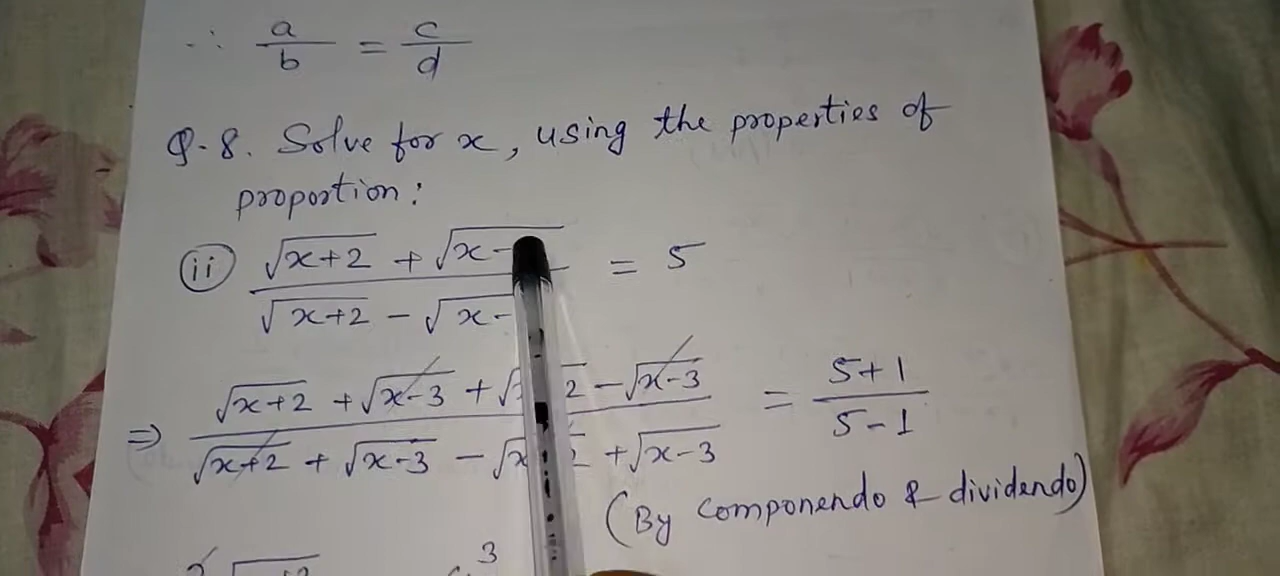 ∴ a/b = c/d
Q-8. Solve for x, using the properties of
proportion:
(ii) (√(x+2) + √(x-)) / (√(x+2) - √(x-)) = 5
⇒ (√(x+2) + √(x-3) + √ 2 - √(x-3)) / (√(x+2) + √(x-3) - √(x 2) + √(x-3)) = (5+1)/(5-1)
(By componendo & dividendo)
3